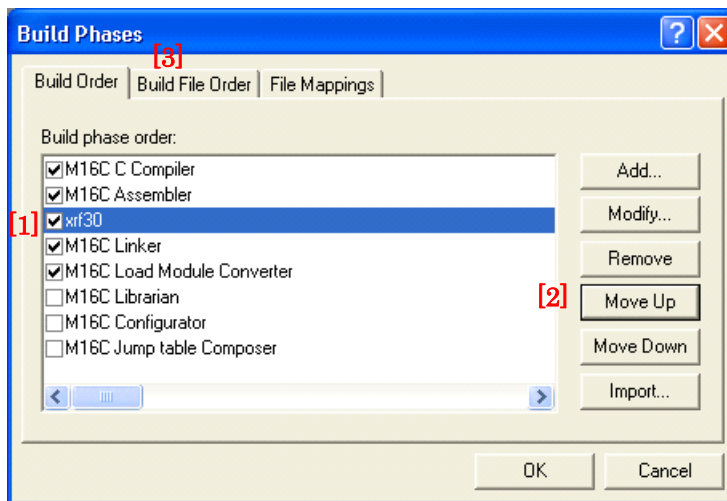 Build Phases
[3]
Build Order Build File Order File Mappings
Build phase order:
M16C C Compiler
M16C Assembler
[1] xrf30
M16C Linker
M16C Load Module Converter
M16C Librarian
M16C Configurator
M16C Jump table Composer
Add...
Modify...
Remove
[2] Move Up
Move Down
Import...
OK Cancel